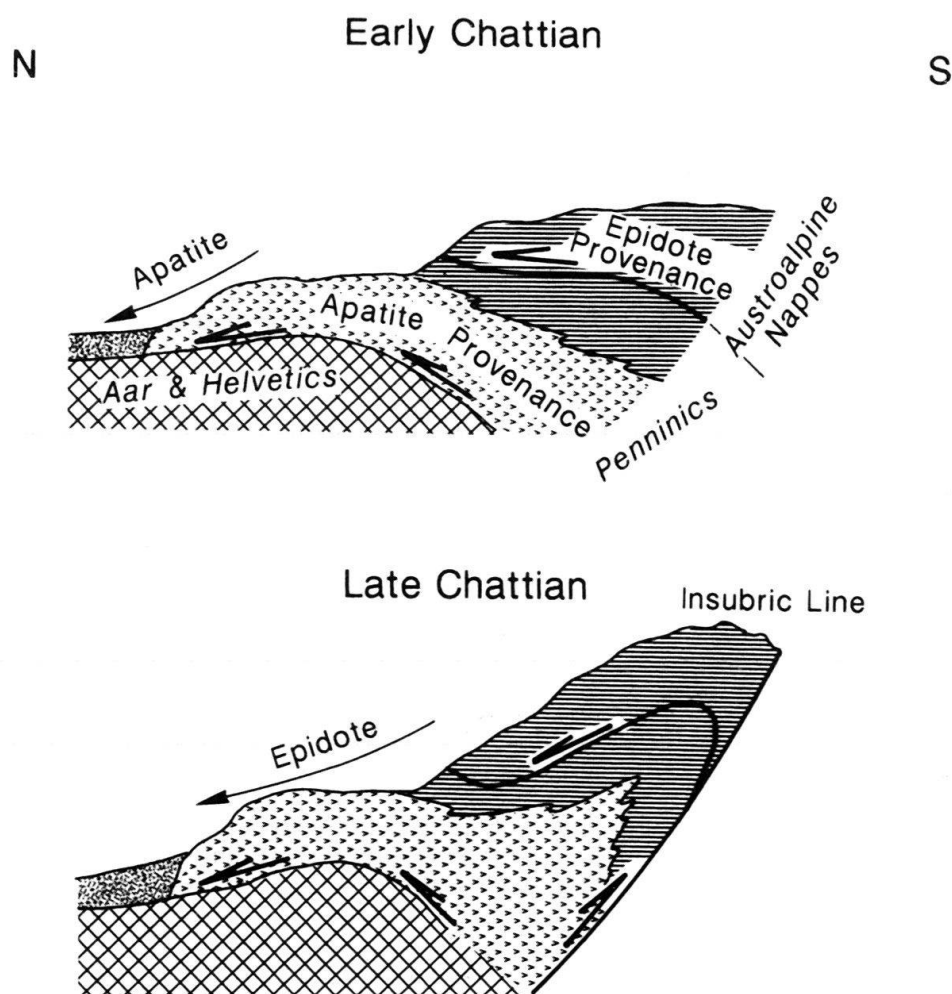 Early Chattian
N
S
Apatite
Epidote
Provenance
Austroalpine
Nappes
Apatite Provenance
Aar & Helvetics
Penninics
Late Chattian
Insubric Line
Epidote